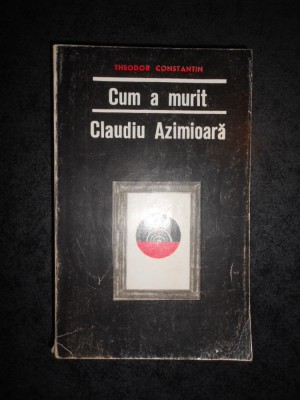 THEODOR CONSTANTIN
Cum a murit
Claudiu Azimioară